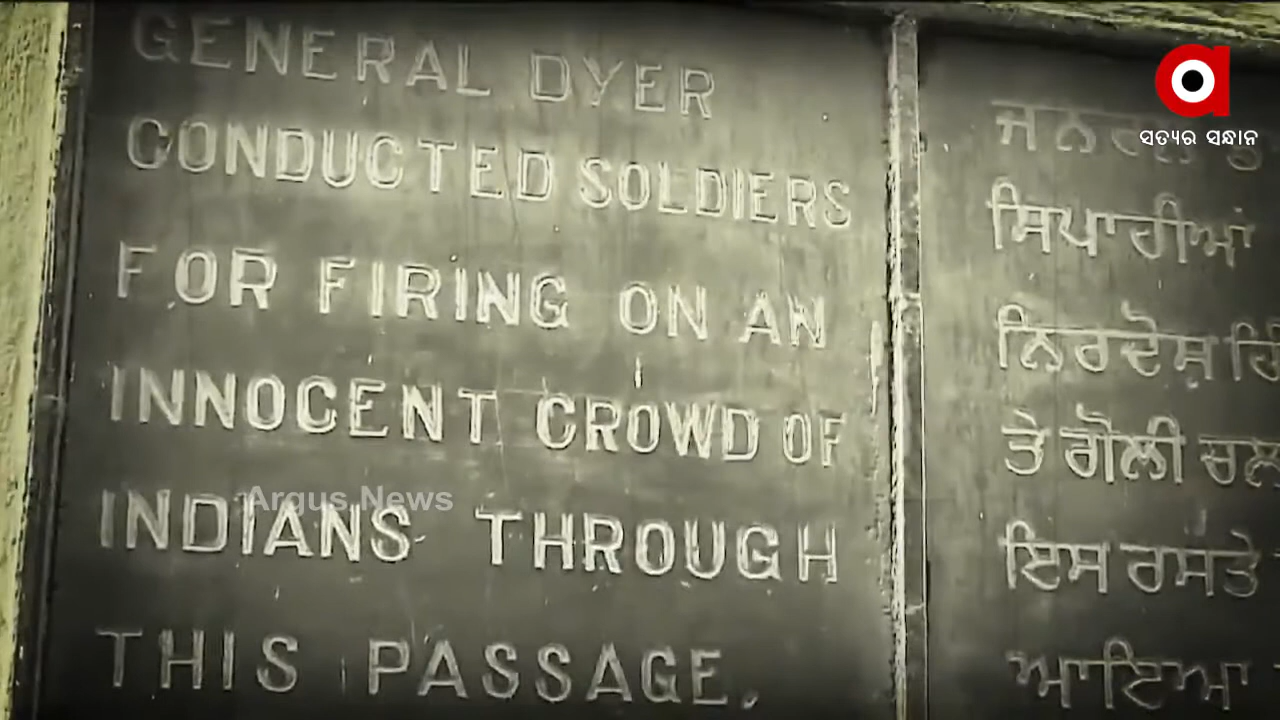 GENERAL DYER
CONDUCTED SOLDIERS
FOR FIRING ON AN
INNOCENT CROWD OF
INDIANS THROUGH
THIS PASSAGE.
ਸਿਪਾਹੀਆਂ
ਨਿਰਦੋਸ਼
ਤੇ ਗੋਲੀ
ਇਸ ਰਸਤੇ
ਆਣਿਆ
ସତ୍ୟର ସନ୍ଧାନ
Argus News